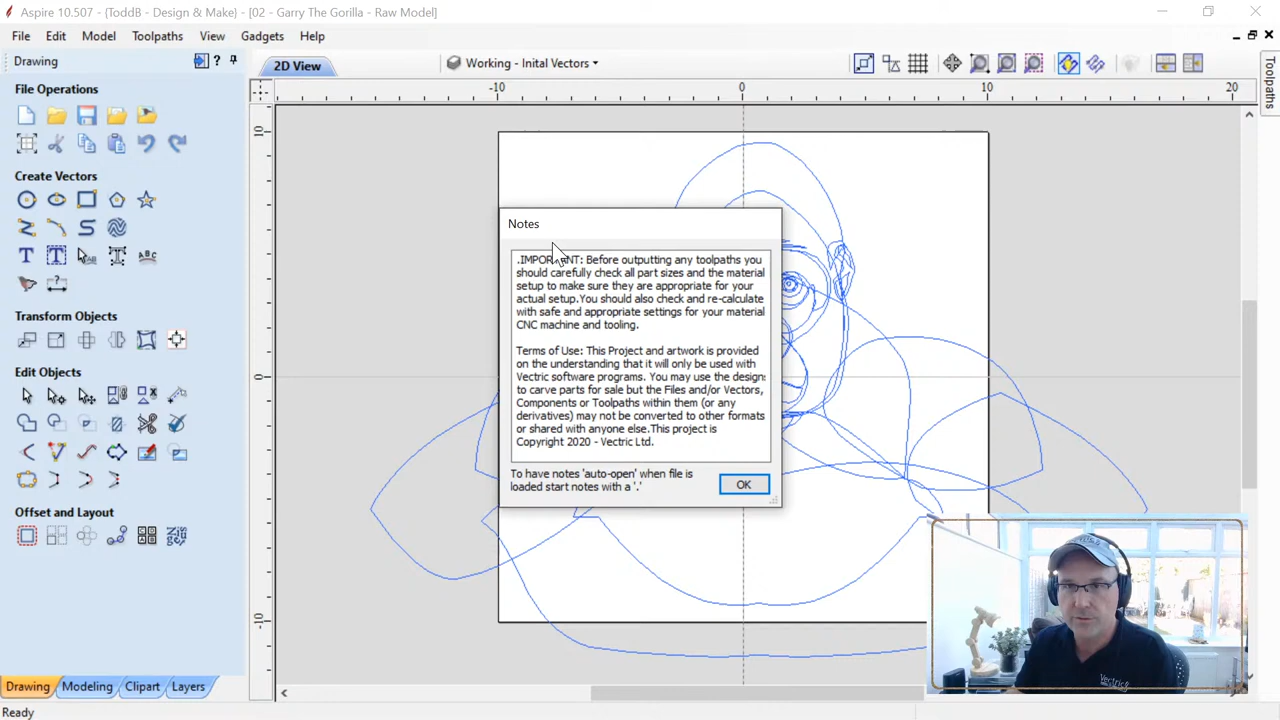 Aspire 10.507 - {ToddB - Design & Make} - [02 - Garry The Gorilla - Raw Model]
File Edit Model Toolpaths View Gadgets Help
Drawing ?
2D View
Working - Inital Vectors
Toolpaths
File Operations
-10 0 10 20
10
0
-10
Create Vectors
T T T ABC
Transform Objects
Edit Objects
Offset and Layout
Notes
.IMPORTANT: Before outputting any toolpaths you
should carefully check all part sizes and the material
setup to make sure they are appropriate for your
actual setup.You should also check and re-calculate
with safe and appropriate settings for your material
CNC machine and tooling.
Terms of Use: This Project and artwork is provided
on the understanding that it will only be used with
Vectric software programs. You may use the design
to carve parts for sale but the Files and/or Vectors,
Components or Toolpaths within them (or any
derivatives) may not be converted to other formats
or shared with anyone else.This project is
Copyright 2020 - Vectric Ltd.
To have notes 'auto-open' when file is
loaded start notes with a '.'
OK
Drawing Modeling Clipart Layers
Ready
Vectric